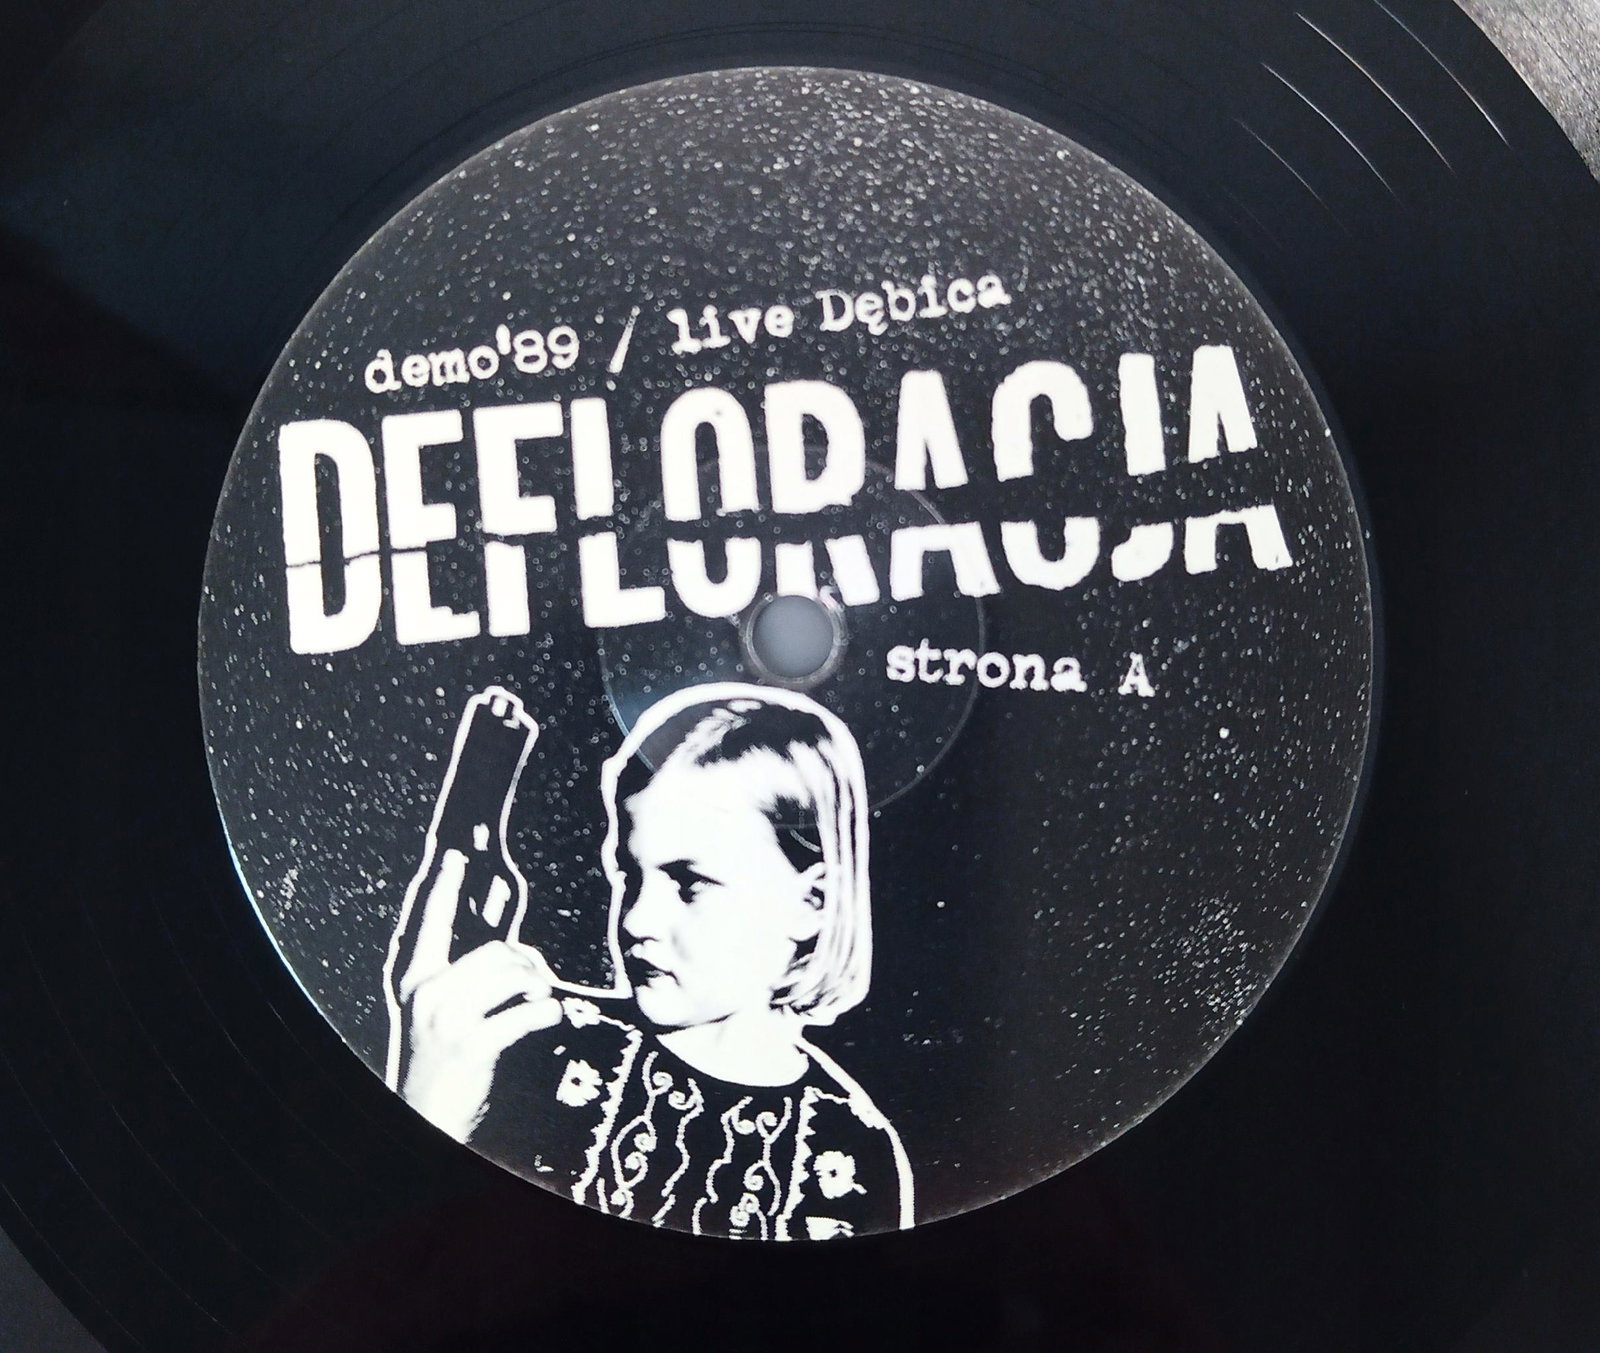 demo'89 / live Dębica
DEFLORACJA
strona A